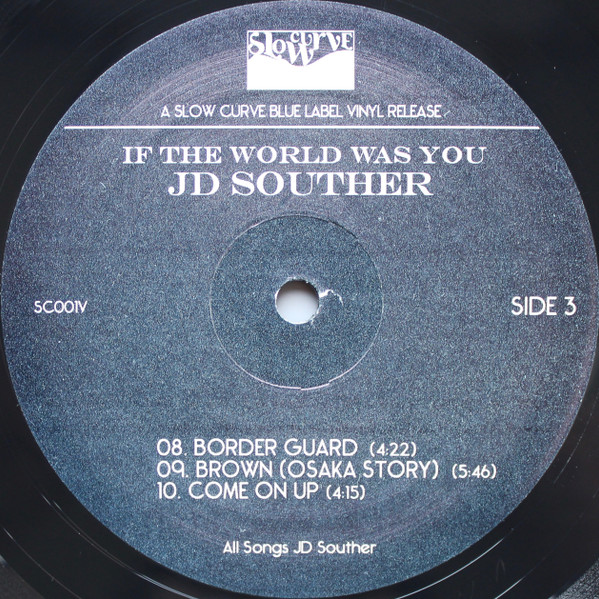 Slow Curve
A SLOW CURVE BLUE LABEL VINYL RELEASE
IF THE WORLD WAS YOU
JD SOUTHER
SC001V
SIDE 3
08. BORDER GUARD (4:22)
09. BROWN (OSAKA STORY) (5:46)
10. COME ON UP (4:15)
All Songs JD Souther